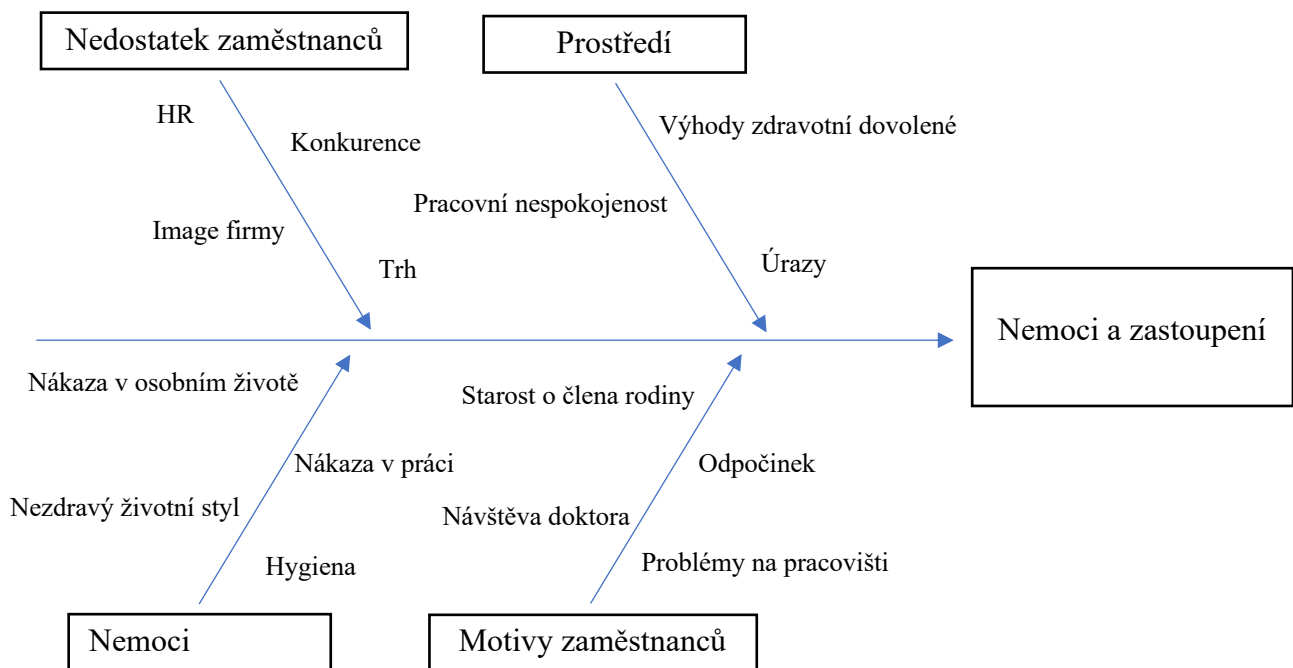 Nedostatek zaměstnanců
Prostředí
HR
Výhody zdravotní dovolené
Konkurence
Pracovní nespokojenost
Image firmy
Trh
Úrazy
Nemoci a zastoupení
Nákaza v osobním životě
Starost o člena rodiny
Nákaza v práci
Odpočinek
Nezdravý životní styl
Návštěva doktora
Hygiena
Problémy na pracovišti
Nemoci
Motivy zaměstnanců